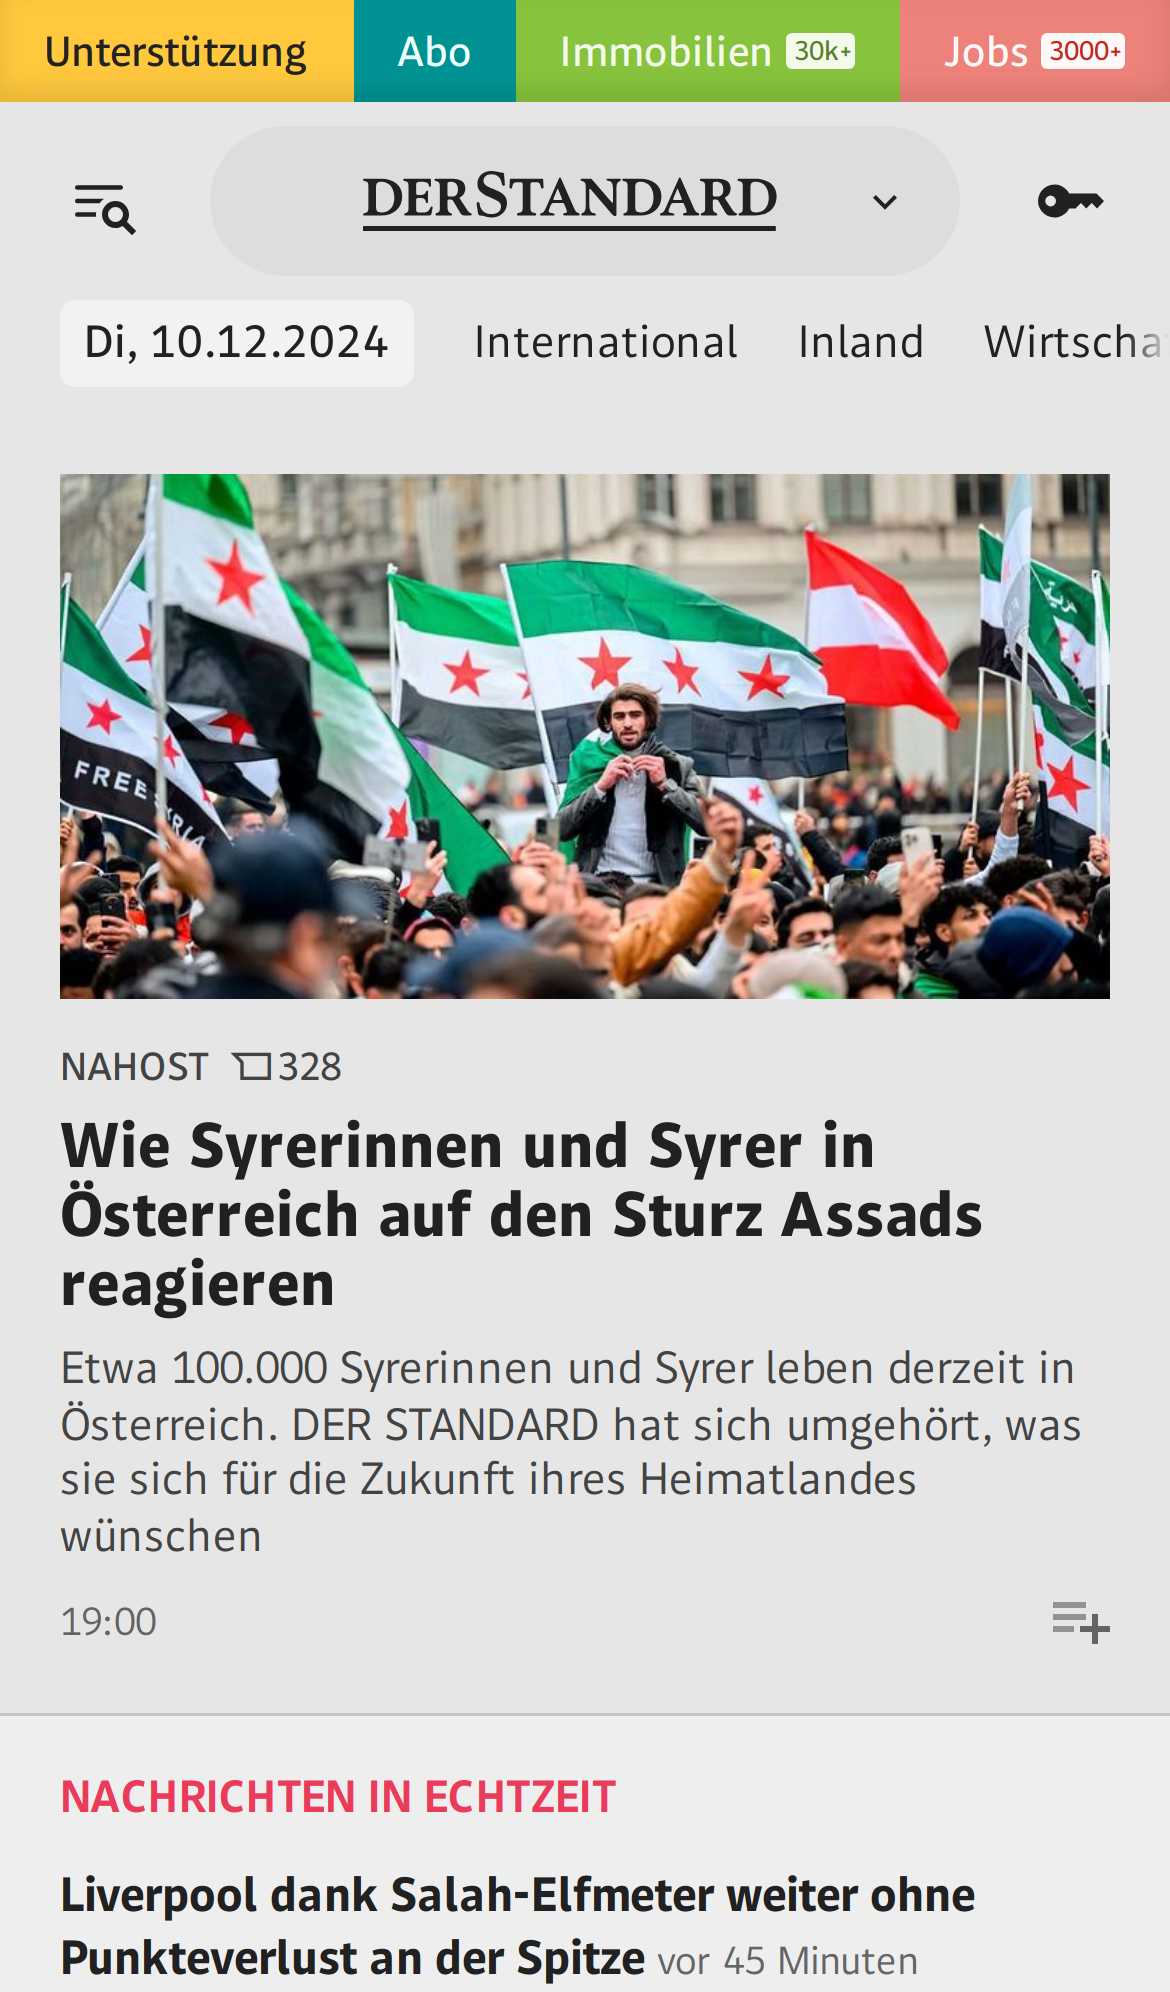 Unterstützung Abo Immobilien 30k+ Jobs 3000+
DERSTANDARD
Di, 10.12.2024 International Inland Wirtscha
FREE
NAHOST 328
Wie Syrerinnen und Syrer in
Österreich auf den Sturz Assads
reagieren
Etwa 100.000 Syrerinnen und Syrer leben derzeit in
Österreich. DER STANDARD hat sich umgehört, was
sie sich für die Zukunft ihres Heimatlandes
wünschen
19:00
NACHRICHTEN IN ECHTZEIT
Liverpool dank Salah-Elfmeter weiter ohne
Punkteverlust an der Spitze vor 45 Minuten